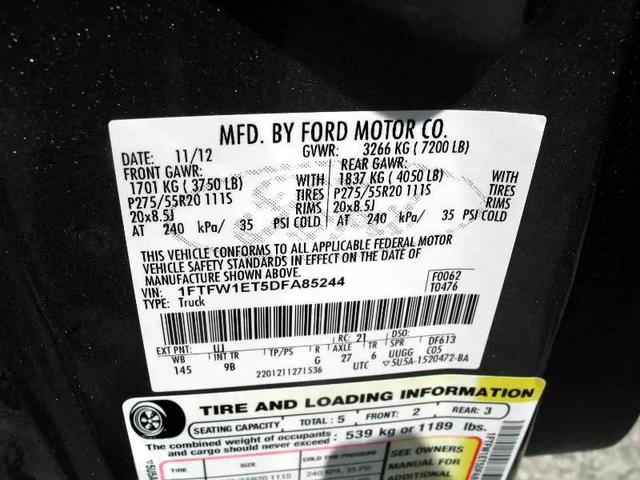 MFD. BY FORD MOTOR CO.
DATE: 11/12 GVWR: 3266 KG (7200 LB)
FRONT GAWR: REAR GAWR:
1701 KG (3750 LB) WITH 1837 KG (4050 LB) WITH
P275/55R20 111S TIRES P275/55R20 111S TIRES
20x8.5J RIMS 20x8.5J RIMS
AT 240 kPa/ 35 PSI COLD AT 240 kPa/ 35 PSI COLD
THIS VEHICLE CONFORMS TO ALL APPLICABLE FEDERAL MOTOR
VEHICLE SAFETY STANDARDS IN EFFECT ON THE DATE OF
MANUFACTURE SHOWN ABOVE.
VIN: 1FTFW1ET5DFA85244 F0062
TYPE: Truck T0476
EXT PNT: UJ RC: 21 DSO:
WB INT TR TP/PS R AXLE TR SPR DF613
145 9B G 27 6 UUGG C05
2201211271536 UTC ▽5U5A-1520472-BA
TIRE AND LOADING INFORMATION
SEATING CAPACITY TOTAL: 5 FRONT: 2 REAR: 3
The combined weight of occupants
and cargo should never exceed: 539 kg or 1189 lbs.
TIRE SIZE COLD TIRE PRESSURE SEE OWNERS
MANUAL FOR
ADDITIONAL